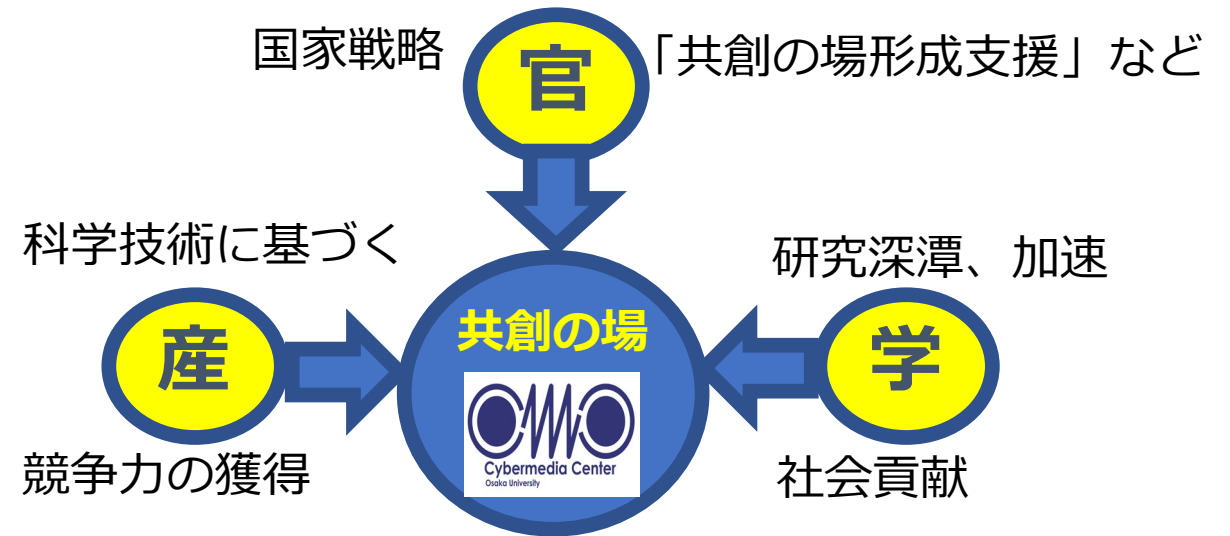 国家戦略
官
「共創の場形成支援」など
科学技術に基づく
産
競争力の獲得
共創の場
Cybermedia Center
Osaka University
研究深潭、加速
学
社会貢献